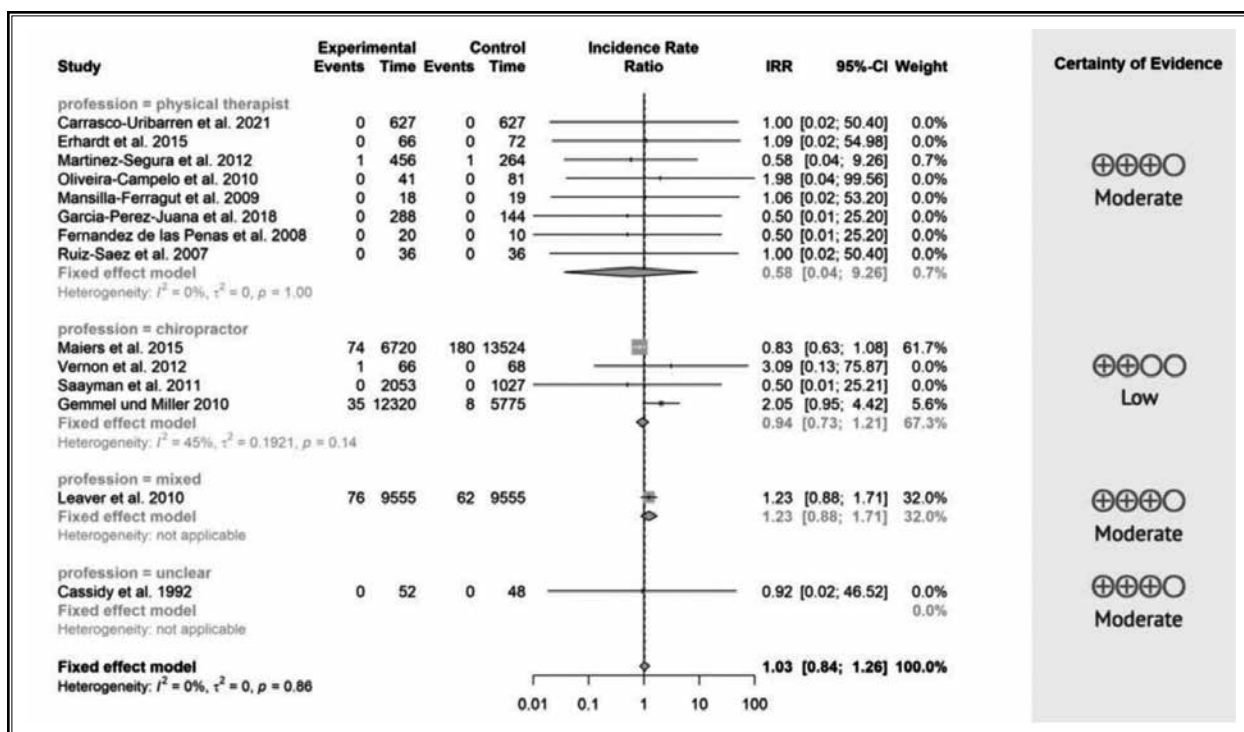 Experimental Control Incidence Rate
Study Events Time Events Time Ratio IRR 95%-CI Weight Certainty of Evidence
profession = physical therapist
Carrasco-Uribarren et al. 2021 0 627 0 627 1.00 [0.02; 50.40] 0.0%
Erhardt et al. 2015 0 66 0 72 1.09 [0.02; 54.98] 0.0%
Martinez-Segura et al. 2012 1 456 1 264 0.58 [0.04; 9.26] 0.7%
Oliveira-Campelo et al. 2010 0 41 0 81 1.98 [0.04; 99.56] 0.0%
Mansilla-Ferragut et al. 2009 0 18 0 19 1.06 [0.02; 53.20] 0.0%
Moderate
Garcia-Perez-Juana et al. 2018 0 288 0 144 0.50 [0.01; 25.20] 0.0%
Fernandez de las Penas et al. 2008 0 20 0 10 0.50 [0.01; 25.20] 0.0%
Ruiz-Saez et al. 2007 0 36 0 36 1.00 [0.02; 50.40] 0.0%
Fixed effect model 0.58 [0.04; 9.26] 0.7%
Heterogeneity: I² = 0%, τ² = 0, p = 1.00
profession = chiropractor
Maiers et al. 2015 74 6720 180 13524 0.83 [0.63; 1.08] 61.7%
Vernon et al. 2012 1 66 0 68 3.09 [0.13; 75.87] 0.0%
Saayman et al. 2011 0 2053 0 1027 0.50 [0.01; 25.21] 0.0%
Low
Gemmel und Miller 2010 35 12320 8 5775 2.05 [0.95; 4.42] 5.6%
Fixed effect model 0.94 [0.73; 1.21] 67.3%
Heterogeneity: I² = 45%, τ² = 0.1921, p = 0.14
profession = mixed
Leaver et al. 2010 76 9555 62 9555 1.23 [0.88; 1.71] 32.0%
Fixed effect model 1.23 [0.88; 1.71] 32.0%
Heterogeneity: not applicable
Moderate
profession = unclear
Cassidy et al. 1992 0 52 0 48 0.92 [0.02; 46.52] 0.0%
Fixed effect model 0.0%
Heterogeneity: not applicable
Moderate
Fixed effect model 1.03 [0.84; 1.26] 100.0%
Heterogeneity: I² = 0%, τ² = 0, p = 0.86
0.01 0.1 1 10 100